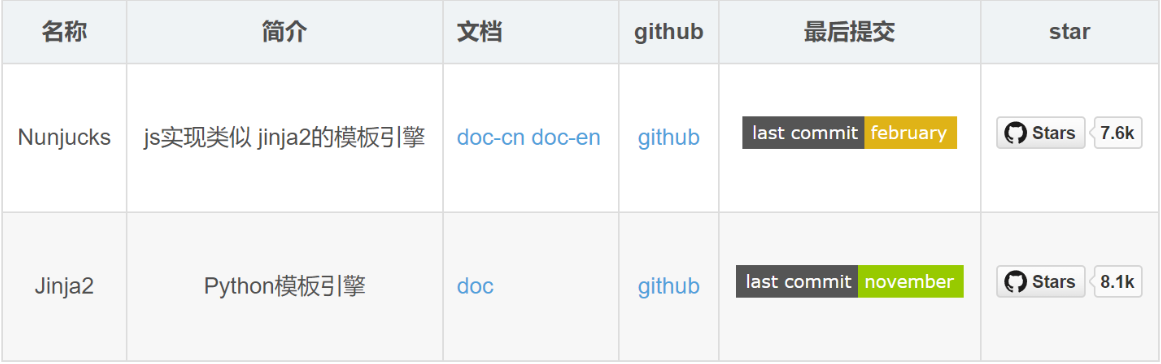 名称 简介 文档 github 最后提交 star
Nunjucks js实现类似 jinja2的模板引擎 doc-cn doc-en github last commit february Stars 7.6k
Jinja2 Python模板引擎 doc github last commit november Stars 8.1k